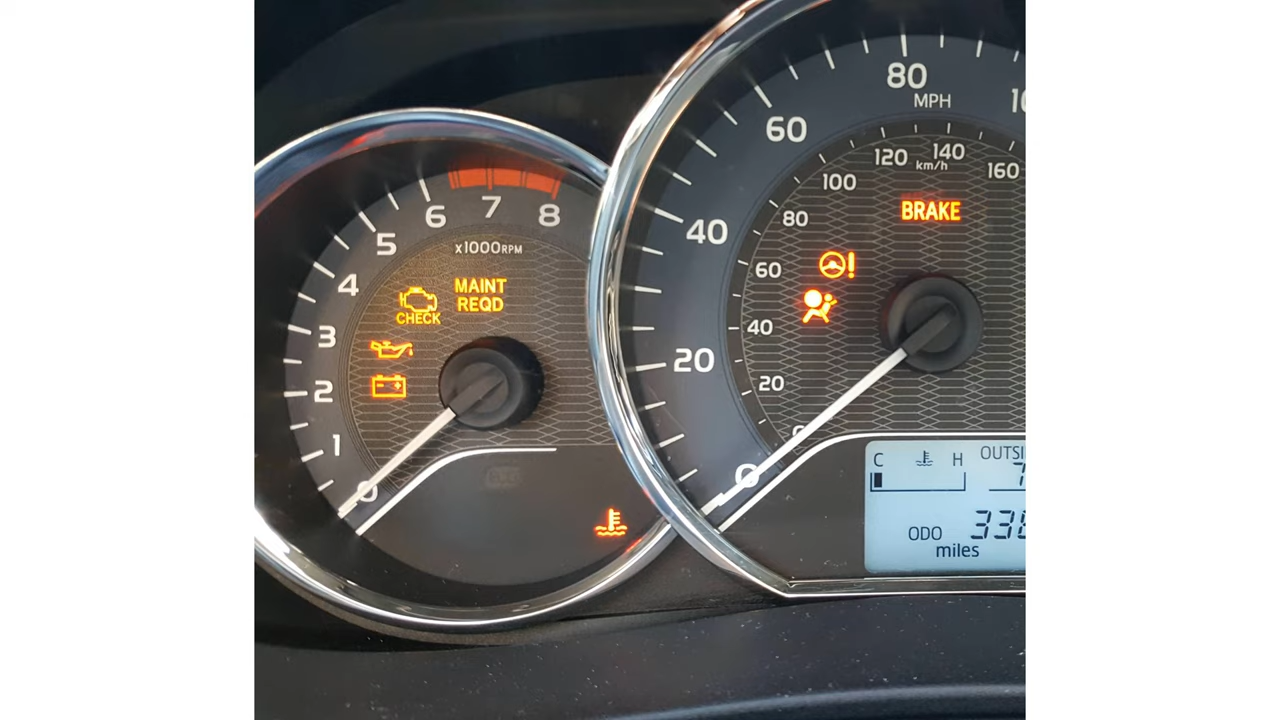 6 7 8
5
4
3
2
1
0
x1000RPM
MAINT
REQD
CHECK
80
MPH
60
40
20
0
120 140
km/h
160
100
80
60
40
20
BRAKE
C H
OUTSI
ODO
miles